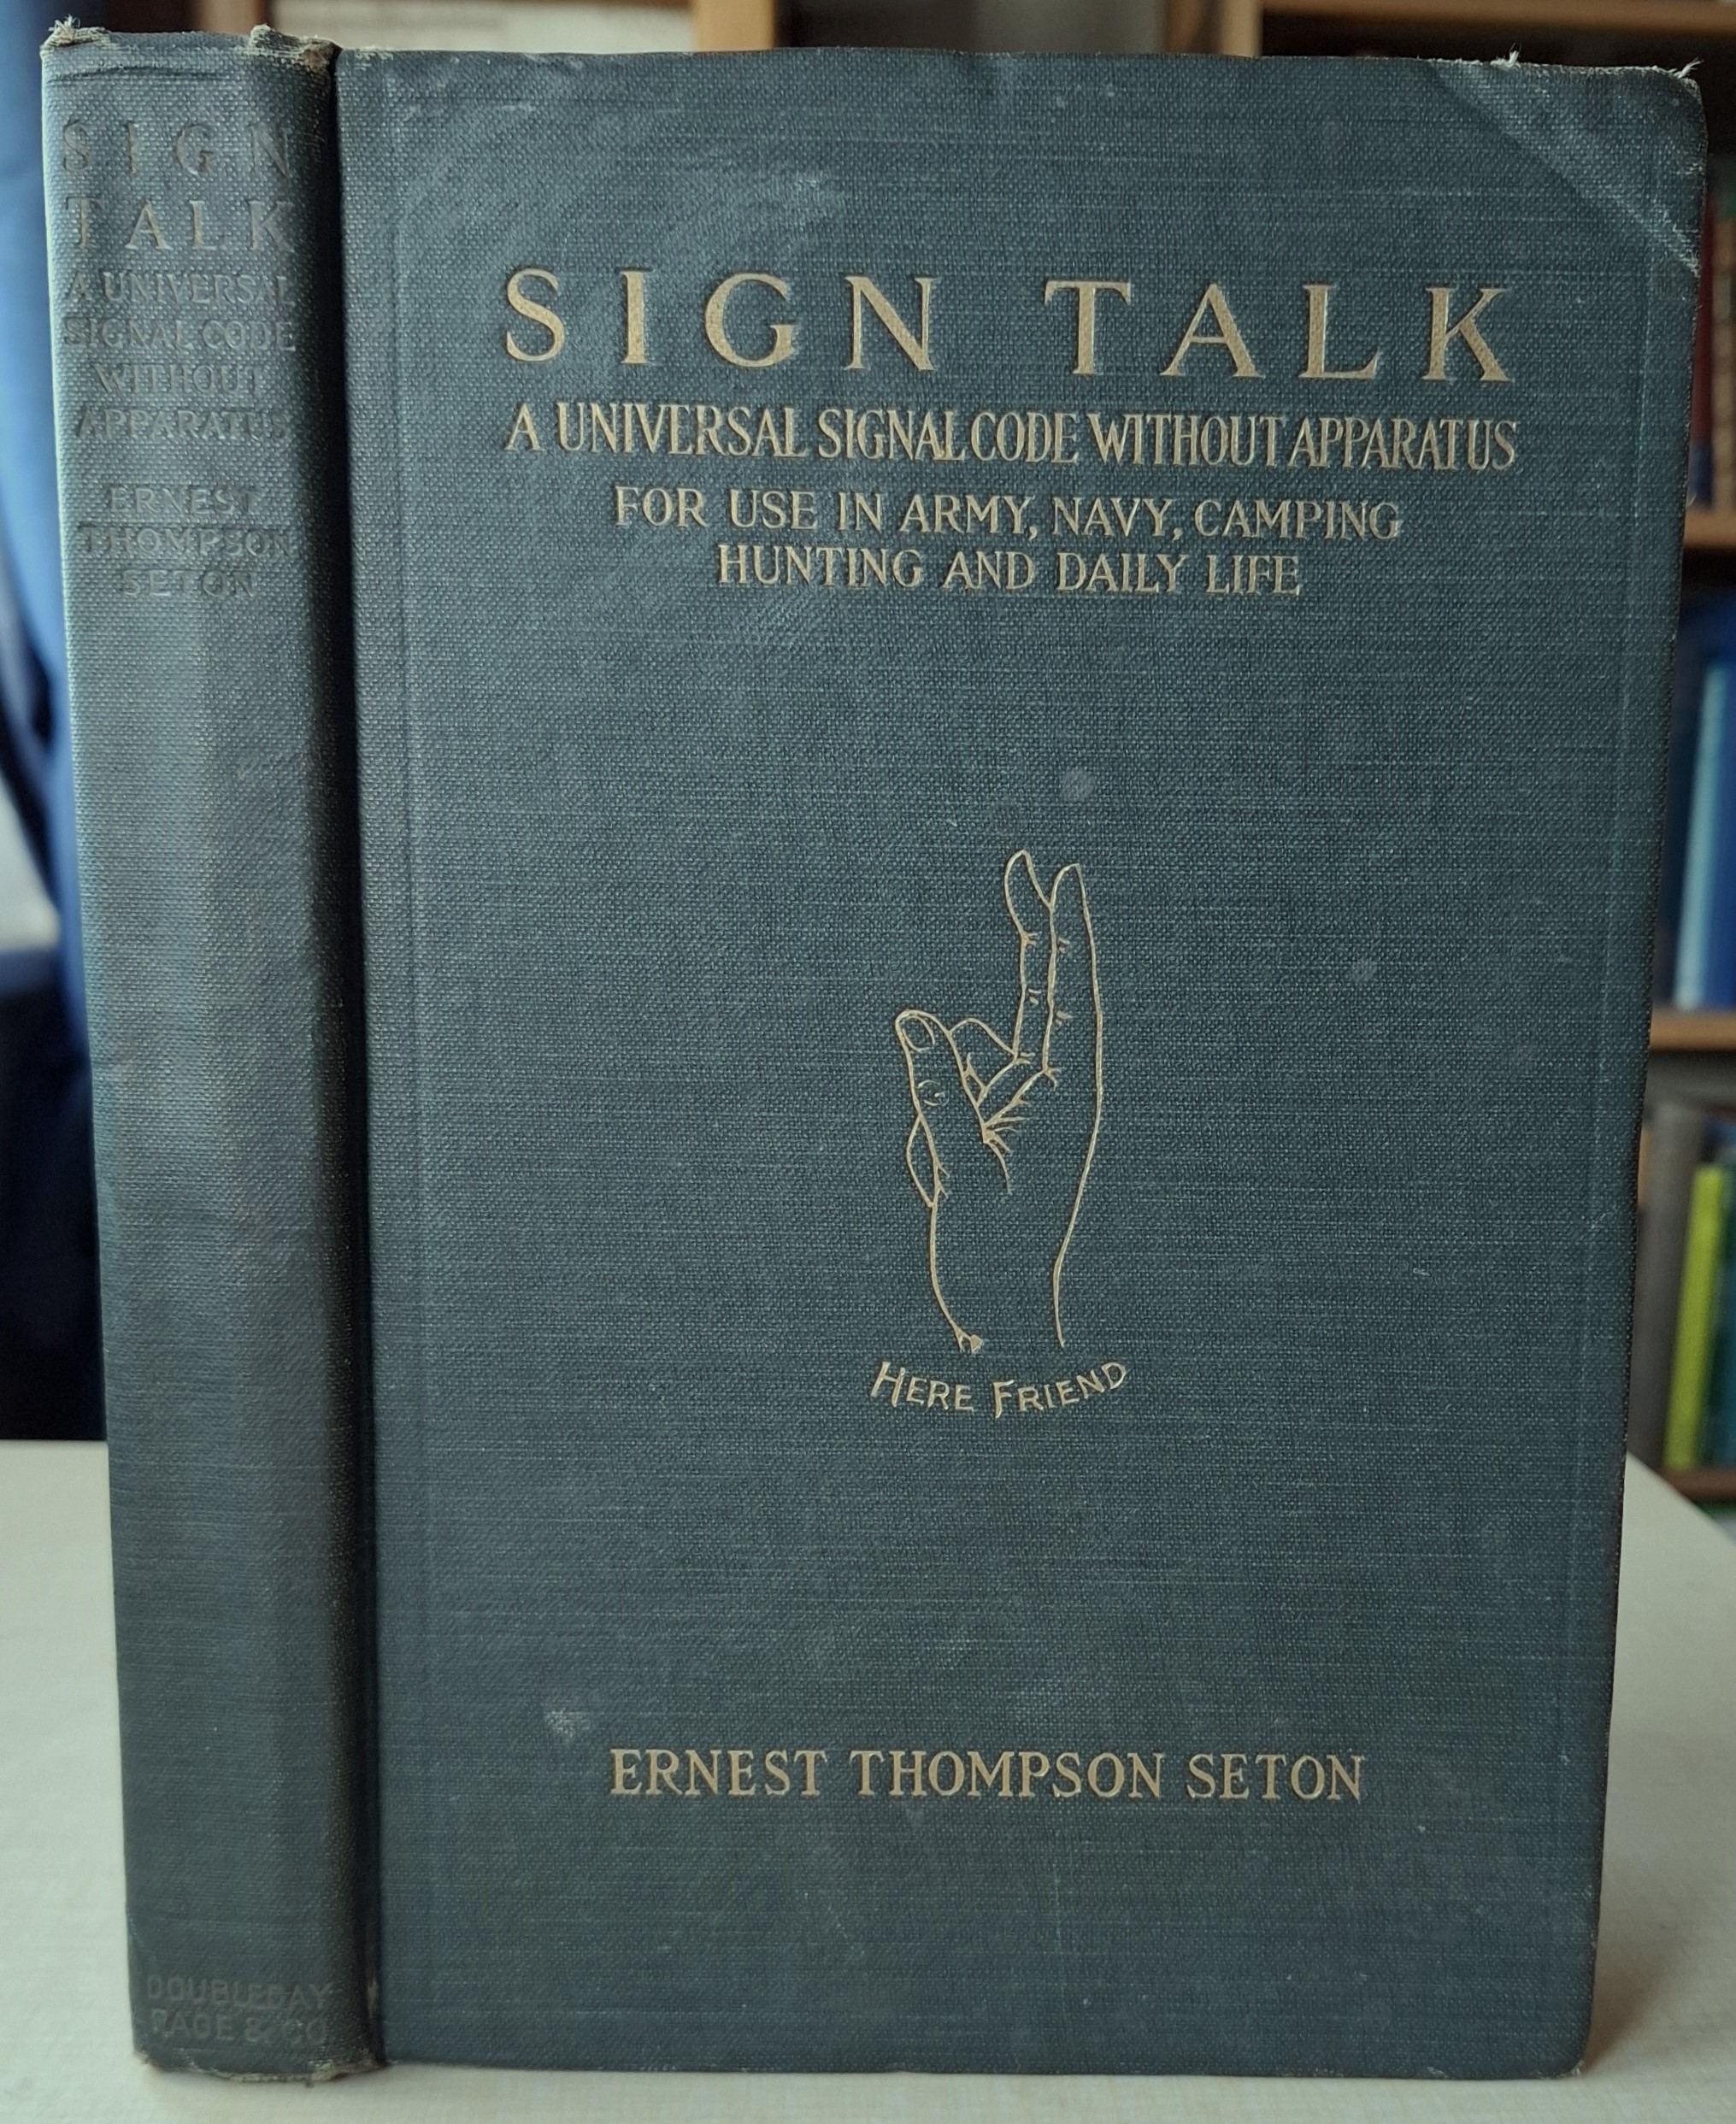 SIGN
TALK
A UNIVERSAL
SIGNAL CODE
WITHOUT
APPARATUS
ERNEST
THOMPSON
SETON
DOUBLEDAY
PAGE & CO
SIGN TALK
A UNIVERSAL SIGNAL CODE WITHOUT APPARATUS
FOR USE IN ARMY, NAVY, CAMPING
HUNTING AND DAILY LIFE
HERE FRIEND
ERNEST THOMPSON SETON